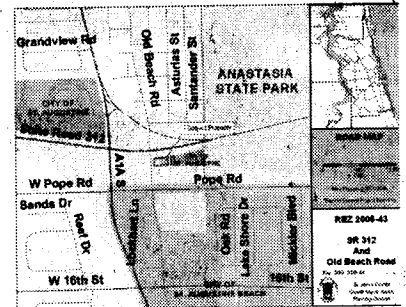 Grandview Rd
Old Beach Rd
Asturias St
Santander St
ANASTASIA
STATE PARK
CITY OF
ST. AUGUSTINE
State Road 312
A1A S
W Pope Rd
Pope Rd
Sands Dr
Reef Dr
Oak Rd
Lake Shore Dr
Mickler Blvd
W 16th St
16th St
CITY OF
ST. AUGUSTINE BEACH
ROAD MAP
REZ 2006-43
SR 312
And
Old Beach Road